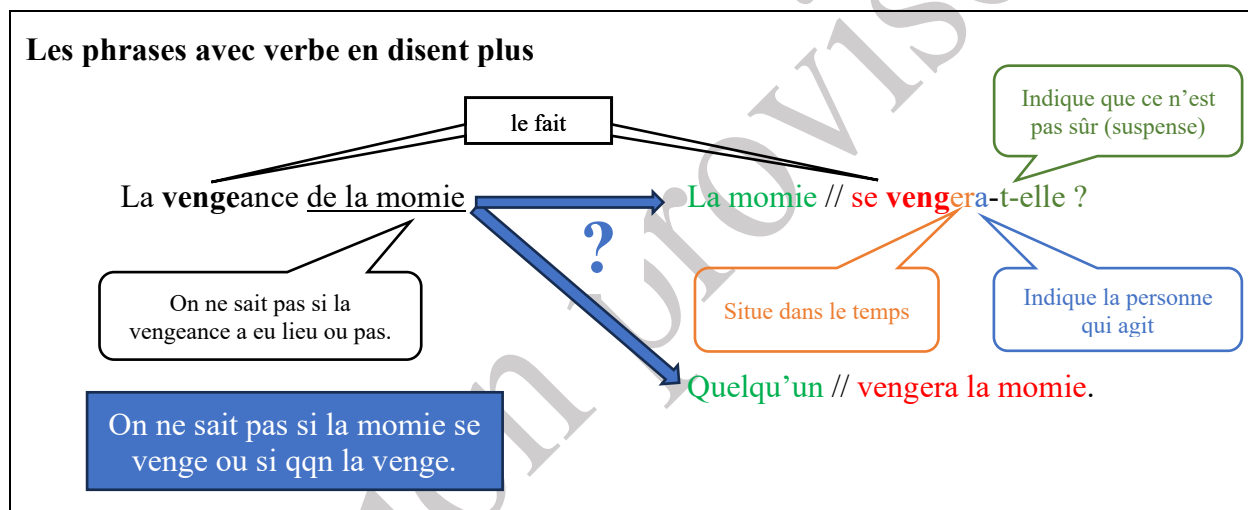 Les phrases avec verbe en disent plus
le fait
Indique que ce n’est
pas sûr (suspense)
La vengeance de la momie
La momie // se vengera-t-elle ?
?
On ne sait pas si la
vengeance a eu lieu ou pas.
Situe dans le temps
Indique la personne
qui agit
Quelqu’un // vengera la momie.
On ne sait pas si la momie se
venge ou si qqn la venge.